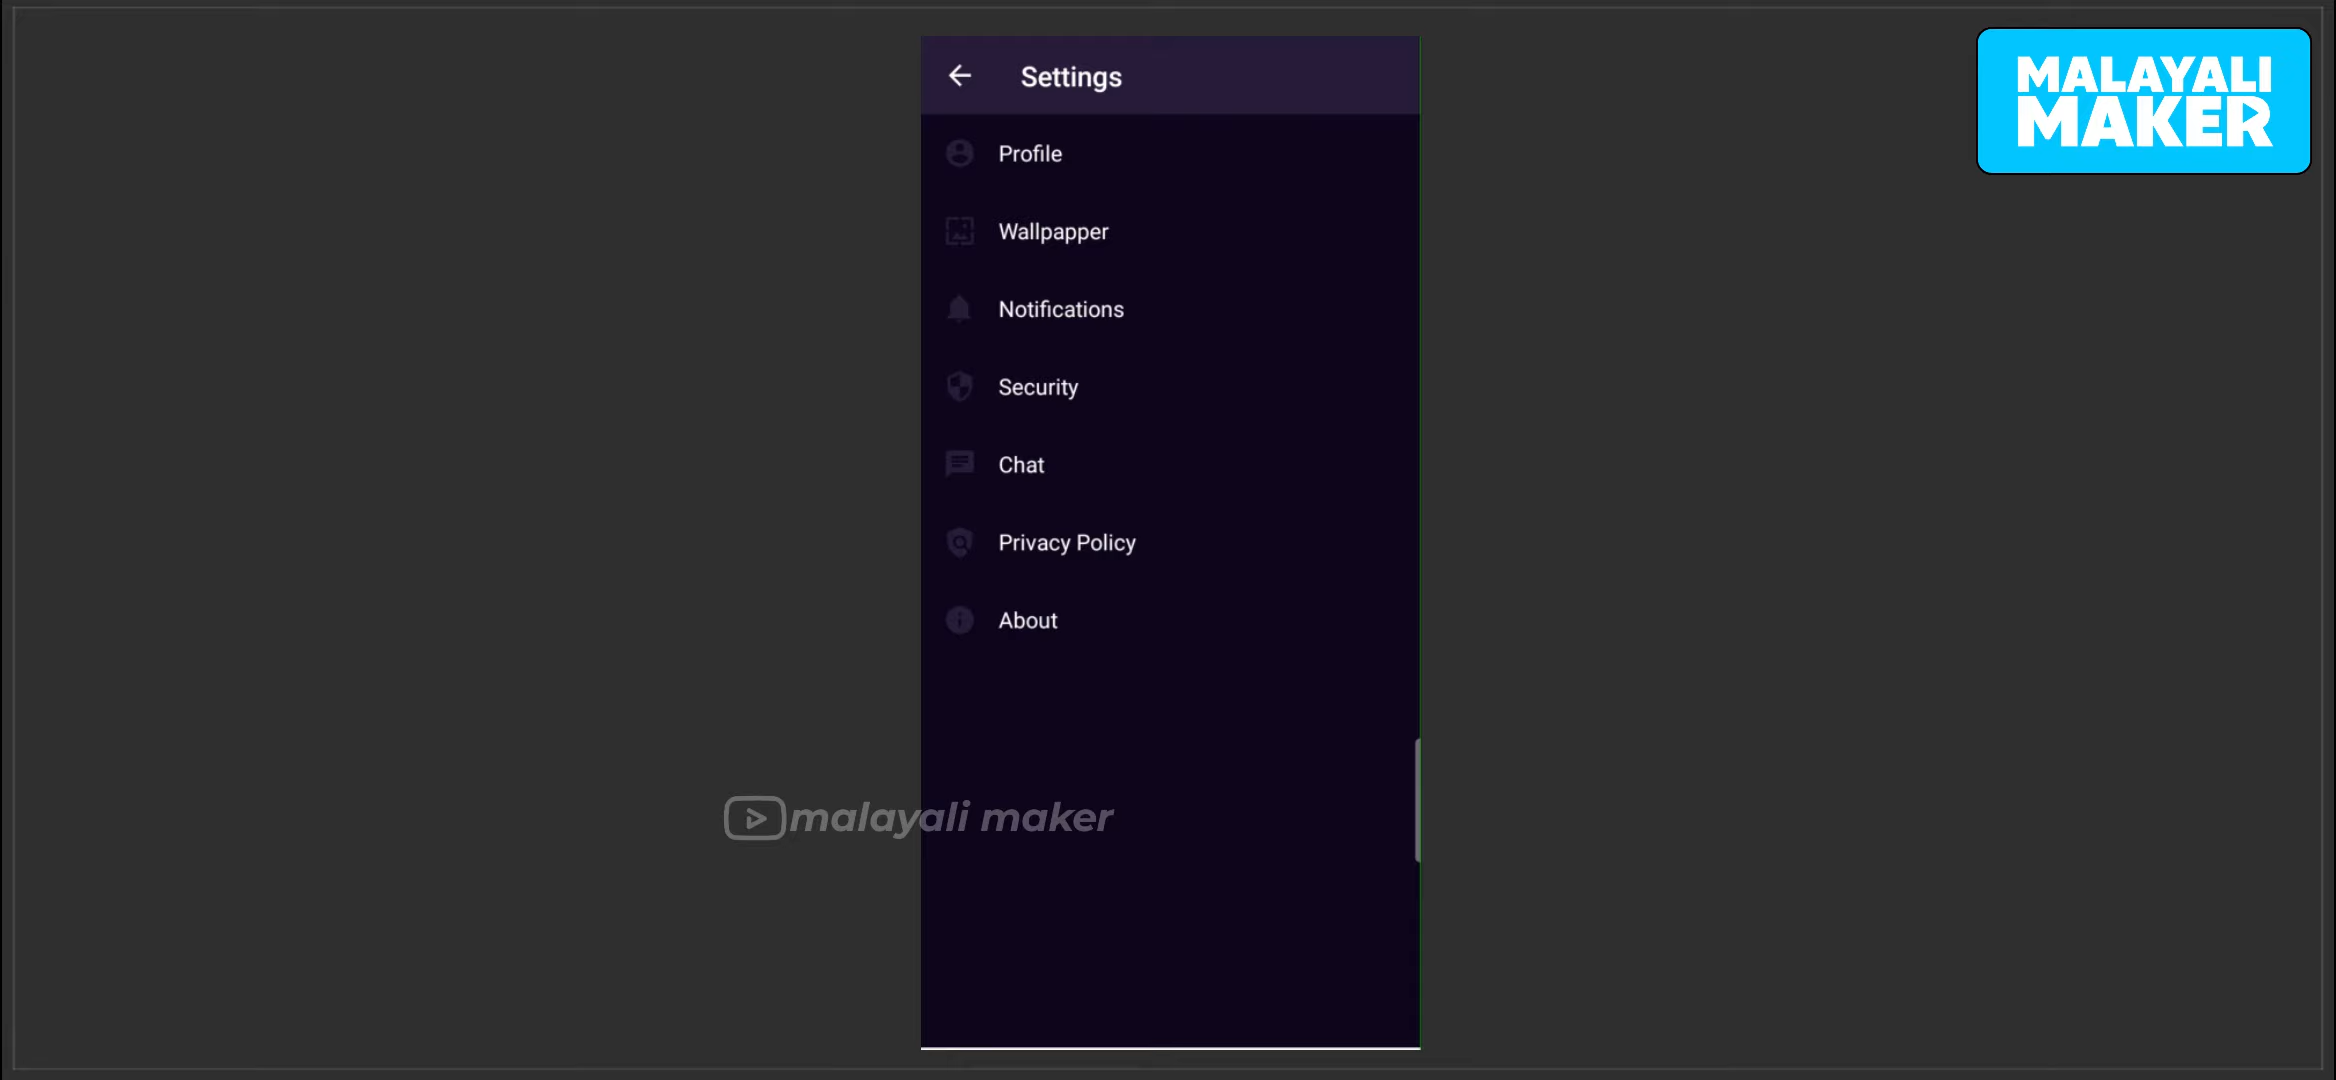 Settings
MALAYALI
MAKER
Profile
Wallpapper
Notifications
Security
Chat
Privacy Policy
About
malayali maker